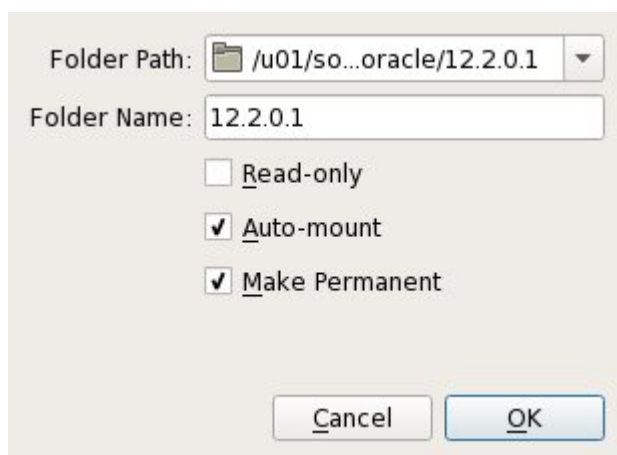 Folder Path: /u01/so...oracle/12.2.0.1
Folder Name: 12.2.0.1
Read-only
Auto-mount
Make Permanent
Cancel OK